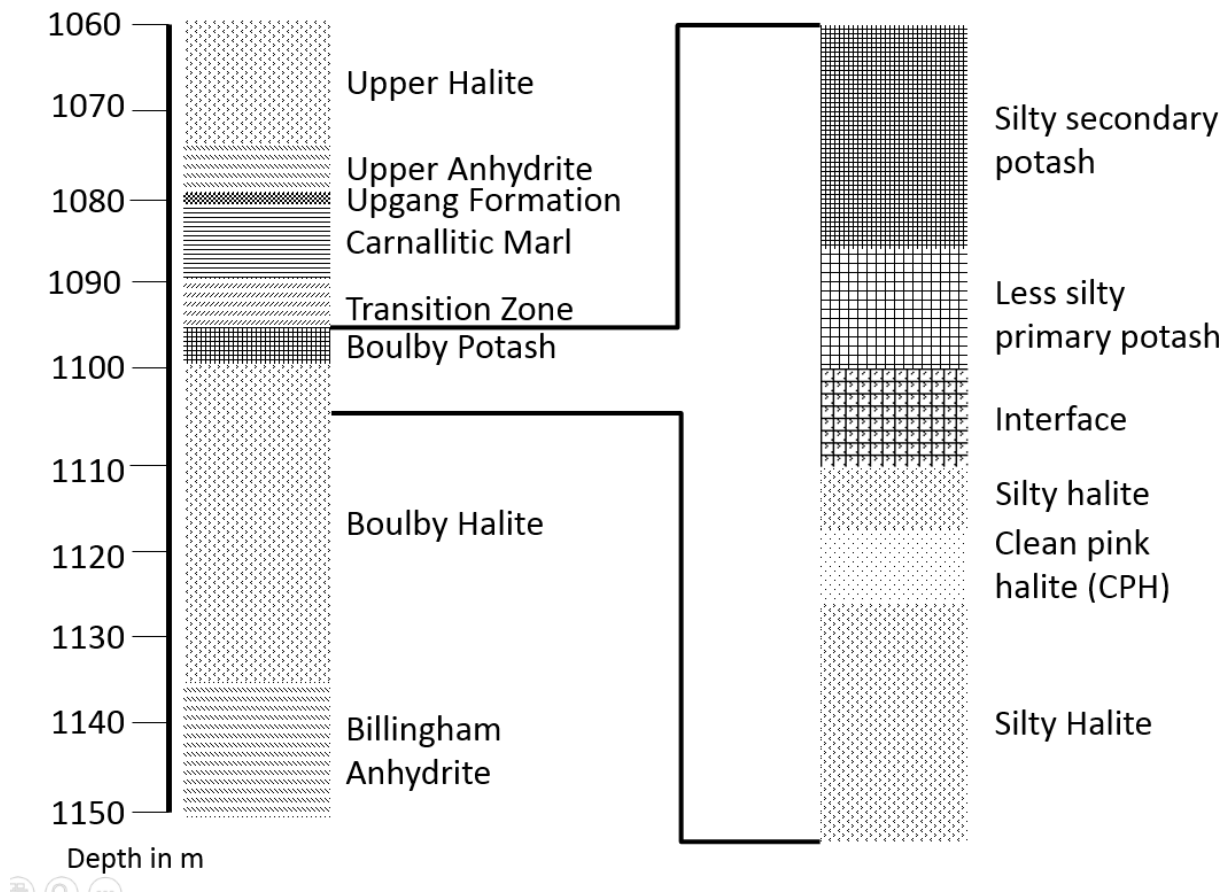 1060
1070
1080
1090
1100
1110
1120
1130
1140
1150
Depth in m
Upper Halite
Upper Anhydrite
Upgang Formation
Carnallitic Marl
Transition Zone
Boulby Potash
Boulby Halite
Billingham
Anhydrite
Silty secondary
potash
Less silty
primary potash
Interface
Silty halite
Clean pink
halite (CPH)
Silty Halite